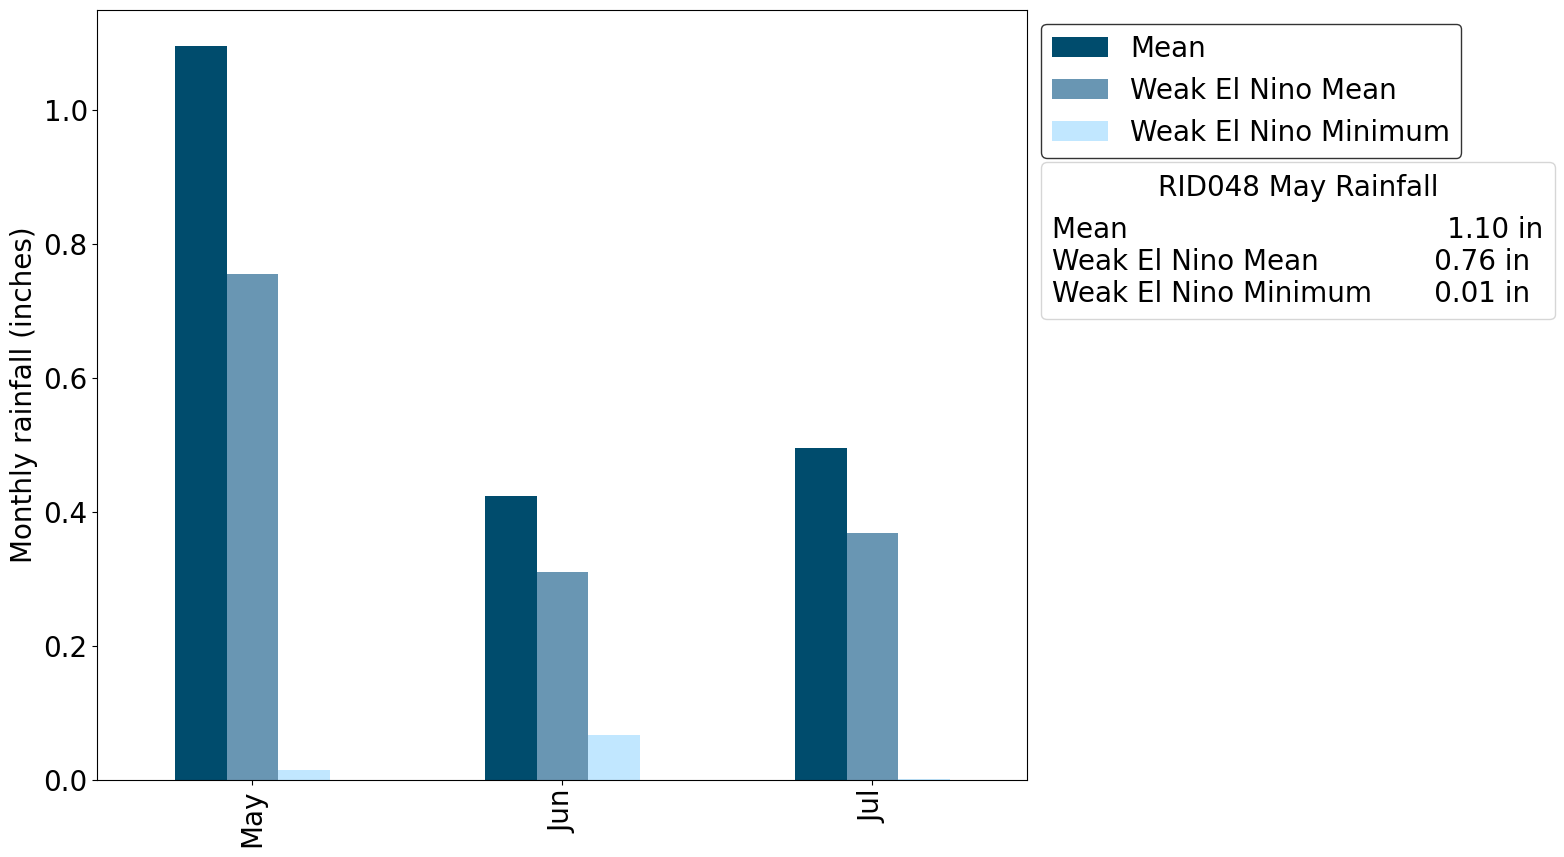 Monthly rainfall (inches)
1.0
0.8
0.6
0.4
0.2
0.0
May
Jun
Jul
Mean
Weak El Nino Mean
Weak El Nino Minimum
RID048 May Rainfall
Mean 1.10 in
Weak El Nino Mean 0.76 in
Weak El Nino Minimum 0.01 in